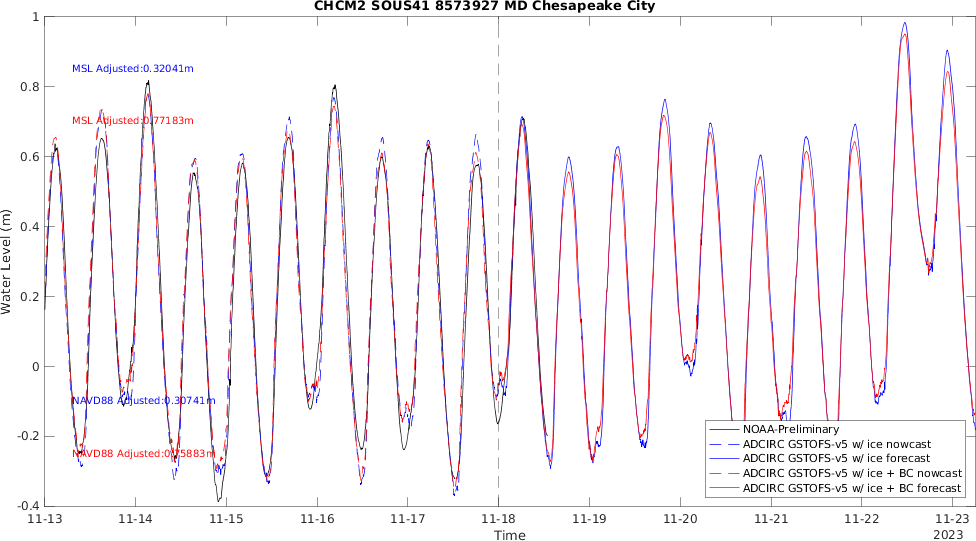 CHCM2 SOUS41 8573927 MD Chesapeake City
1
0.8
0.6
0.4
0.2
0
-0.2
-0.4
Water Level (m)
MSL Adjusted:0.32041m
MSL Adjusted:0.77183m
NAVD88 Adjusted:0.30741m
NAVD88 Adjusted:0.75883m
NOAA-Preliminary
ADCIRC GSTOFS-v5 w/ ice nowcast
ADCIRC GSTOFS-v5 w/ ice forecast
ADCIRC GSTOFS-v5 w/ice + BC nowcast
ADCIRC GSTOFS-v5 w/ice + BC forecast
11-13 11-14 11-15 11-16 11-17 11-18 11-19 11-20 11-21 11-22 11-23
Time
2023